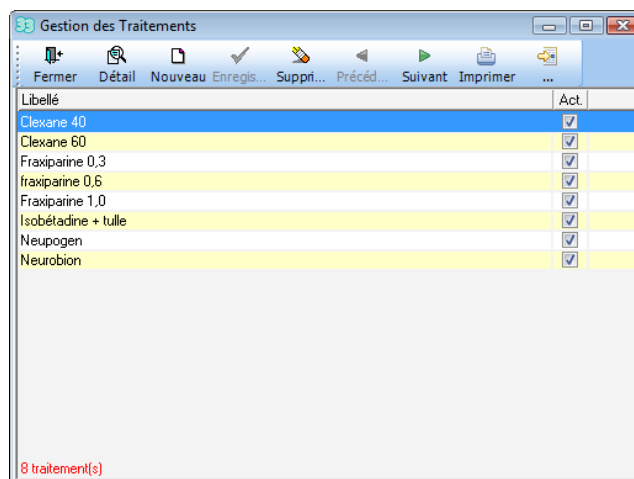 33 Gestion des Traitements
Fermer Détail Nouveau Enregis... Suppri... Précéd... Suivant Imprimer ...
Libellé Act.
Clexane 40
Clexane 60
Fraxiparine 0,3
fraxiparine 0,6
Fraxiparine 1,0
Isobétadine + tulle
Neupogen
Neurobion
8 traitement(s)